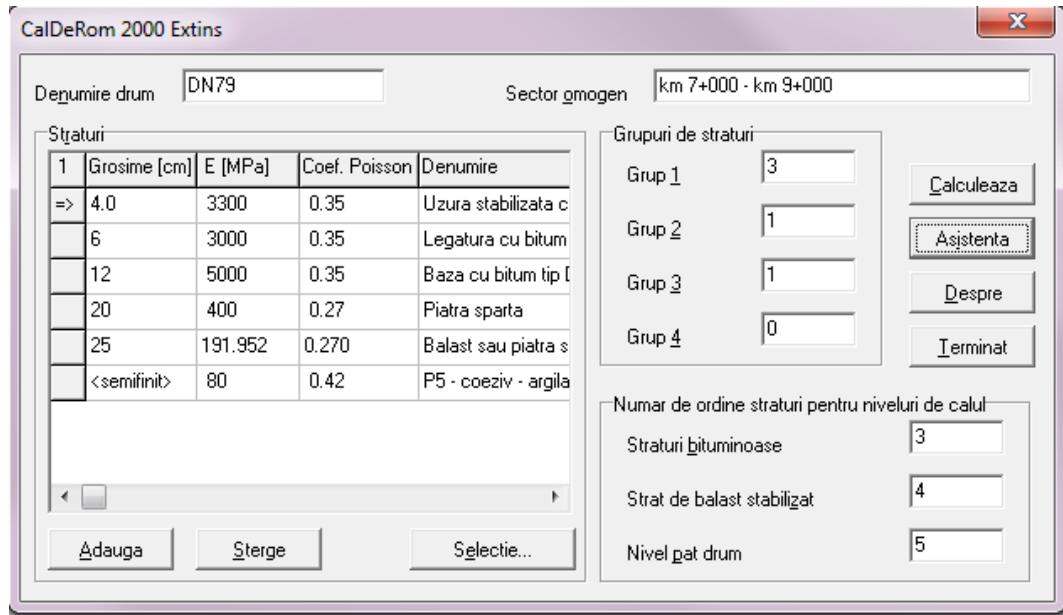 CalDeRom 2000 Extins
Denumire drum DN79 Sector omogen km 7+000 - km 9+000
Straturi
1 Grosime [cm] E [MPa] Coef. Poisson Denumire
=> 4.0 3300 0.35 Uzura stabilizata c
6 3000 0.35 Legatura cu bitum
12 5000 0.35 Baza cu bitum tip
20 400 0.27 Piatra sparta
25 191.952 0.270 Balast sau piatra s
<semifinit> 80 0.42 P5 - coeziv - argila
Adauga Sterge Selectie...
Grupuri de straturi
Grup 1 3
Grup 2 1
Grup 3 1
Grup 4 0
Calculeaza
Asistenta
Despre
Terminat
Numar de ordine straturi pentru niveluri de calul
Straturi bituminoase 3
Strat de balast stabilizat 4
Nivel pat drum 5